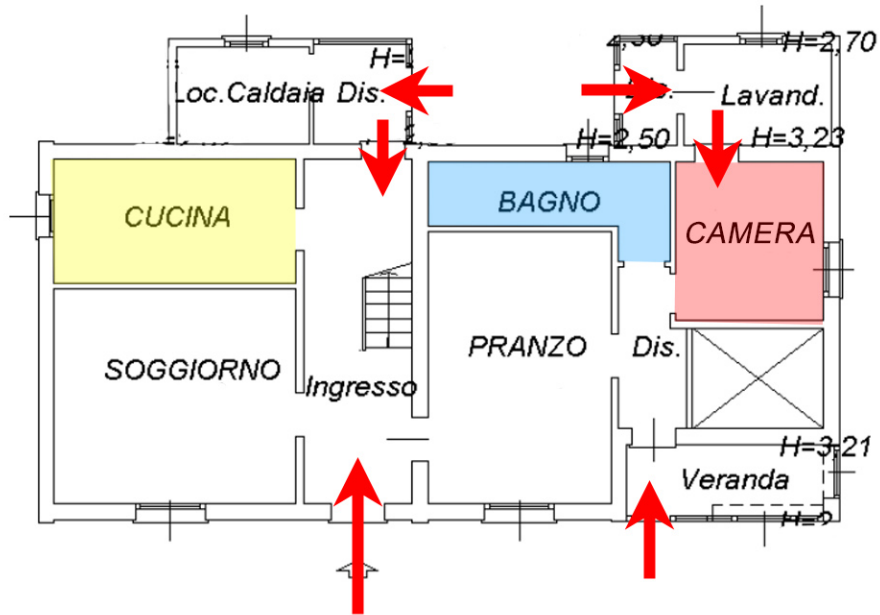 H=2,70
Loc.Caldaia Dis.
Lavand.
H=2,50
H=3,23
CUCINA
BAGNO
CAMERA
PRANZO
Dis.
SOGGIORNO
Ingresso
H=3,21
Veranda